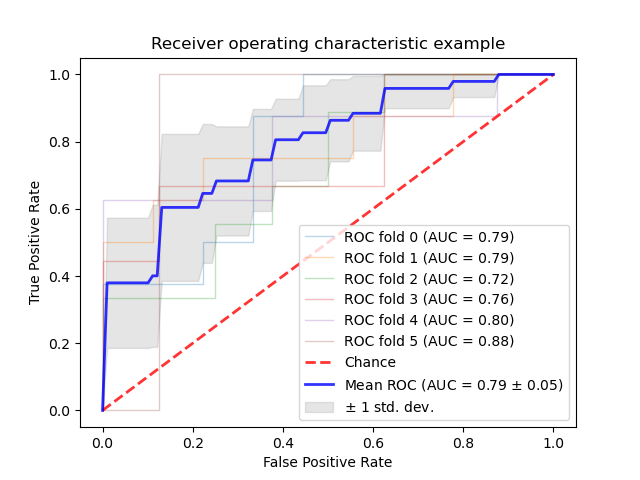 Receiver operating characteristic example
True Positive Rate
1.0
0.8
0.6
0.4
0.2
0.0
ROC fold 0 (AUC = 0.79)
ROC fold 1 (AUC = 0.79)
ROC fold 2 (AUC = 0.72)
ROC fold 3 (AUC = 0.76)
ROC fold 4 (AUC = 0.80)
ROC fold 5 (AUC = 0.88)
Chance
Mean ROC (AUC = 0.79 ± 0.05)
± 1 std. dev.
0.0 0.2 0.4 0.6 0.8 1.0
False Positive Rate